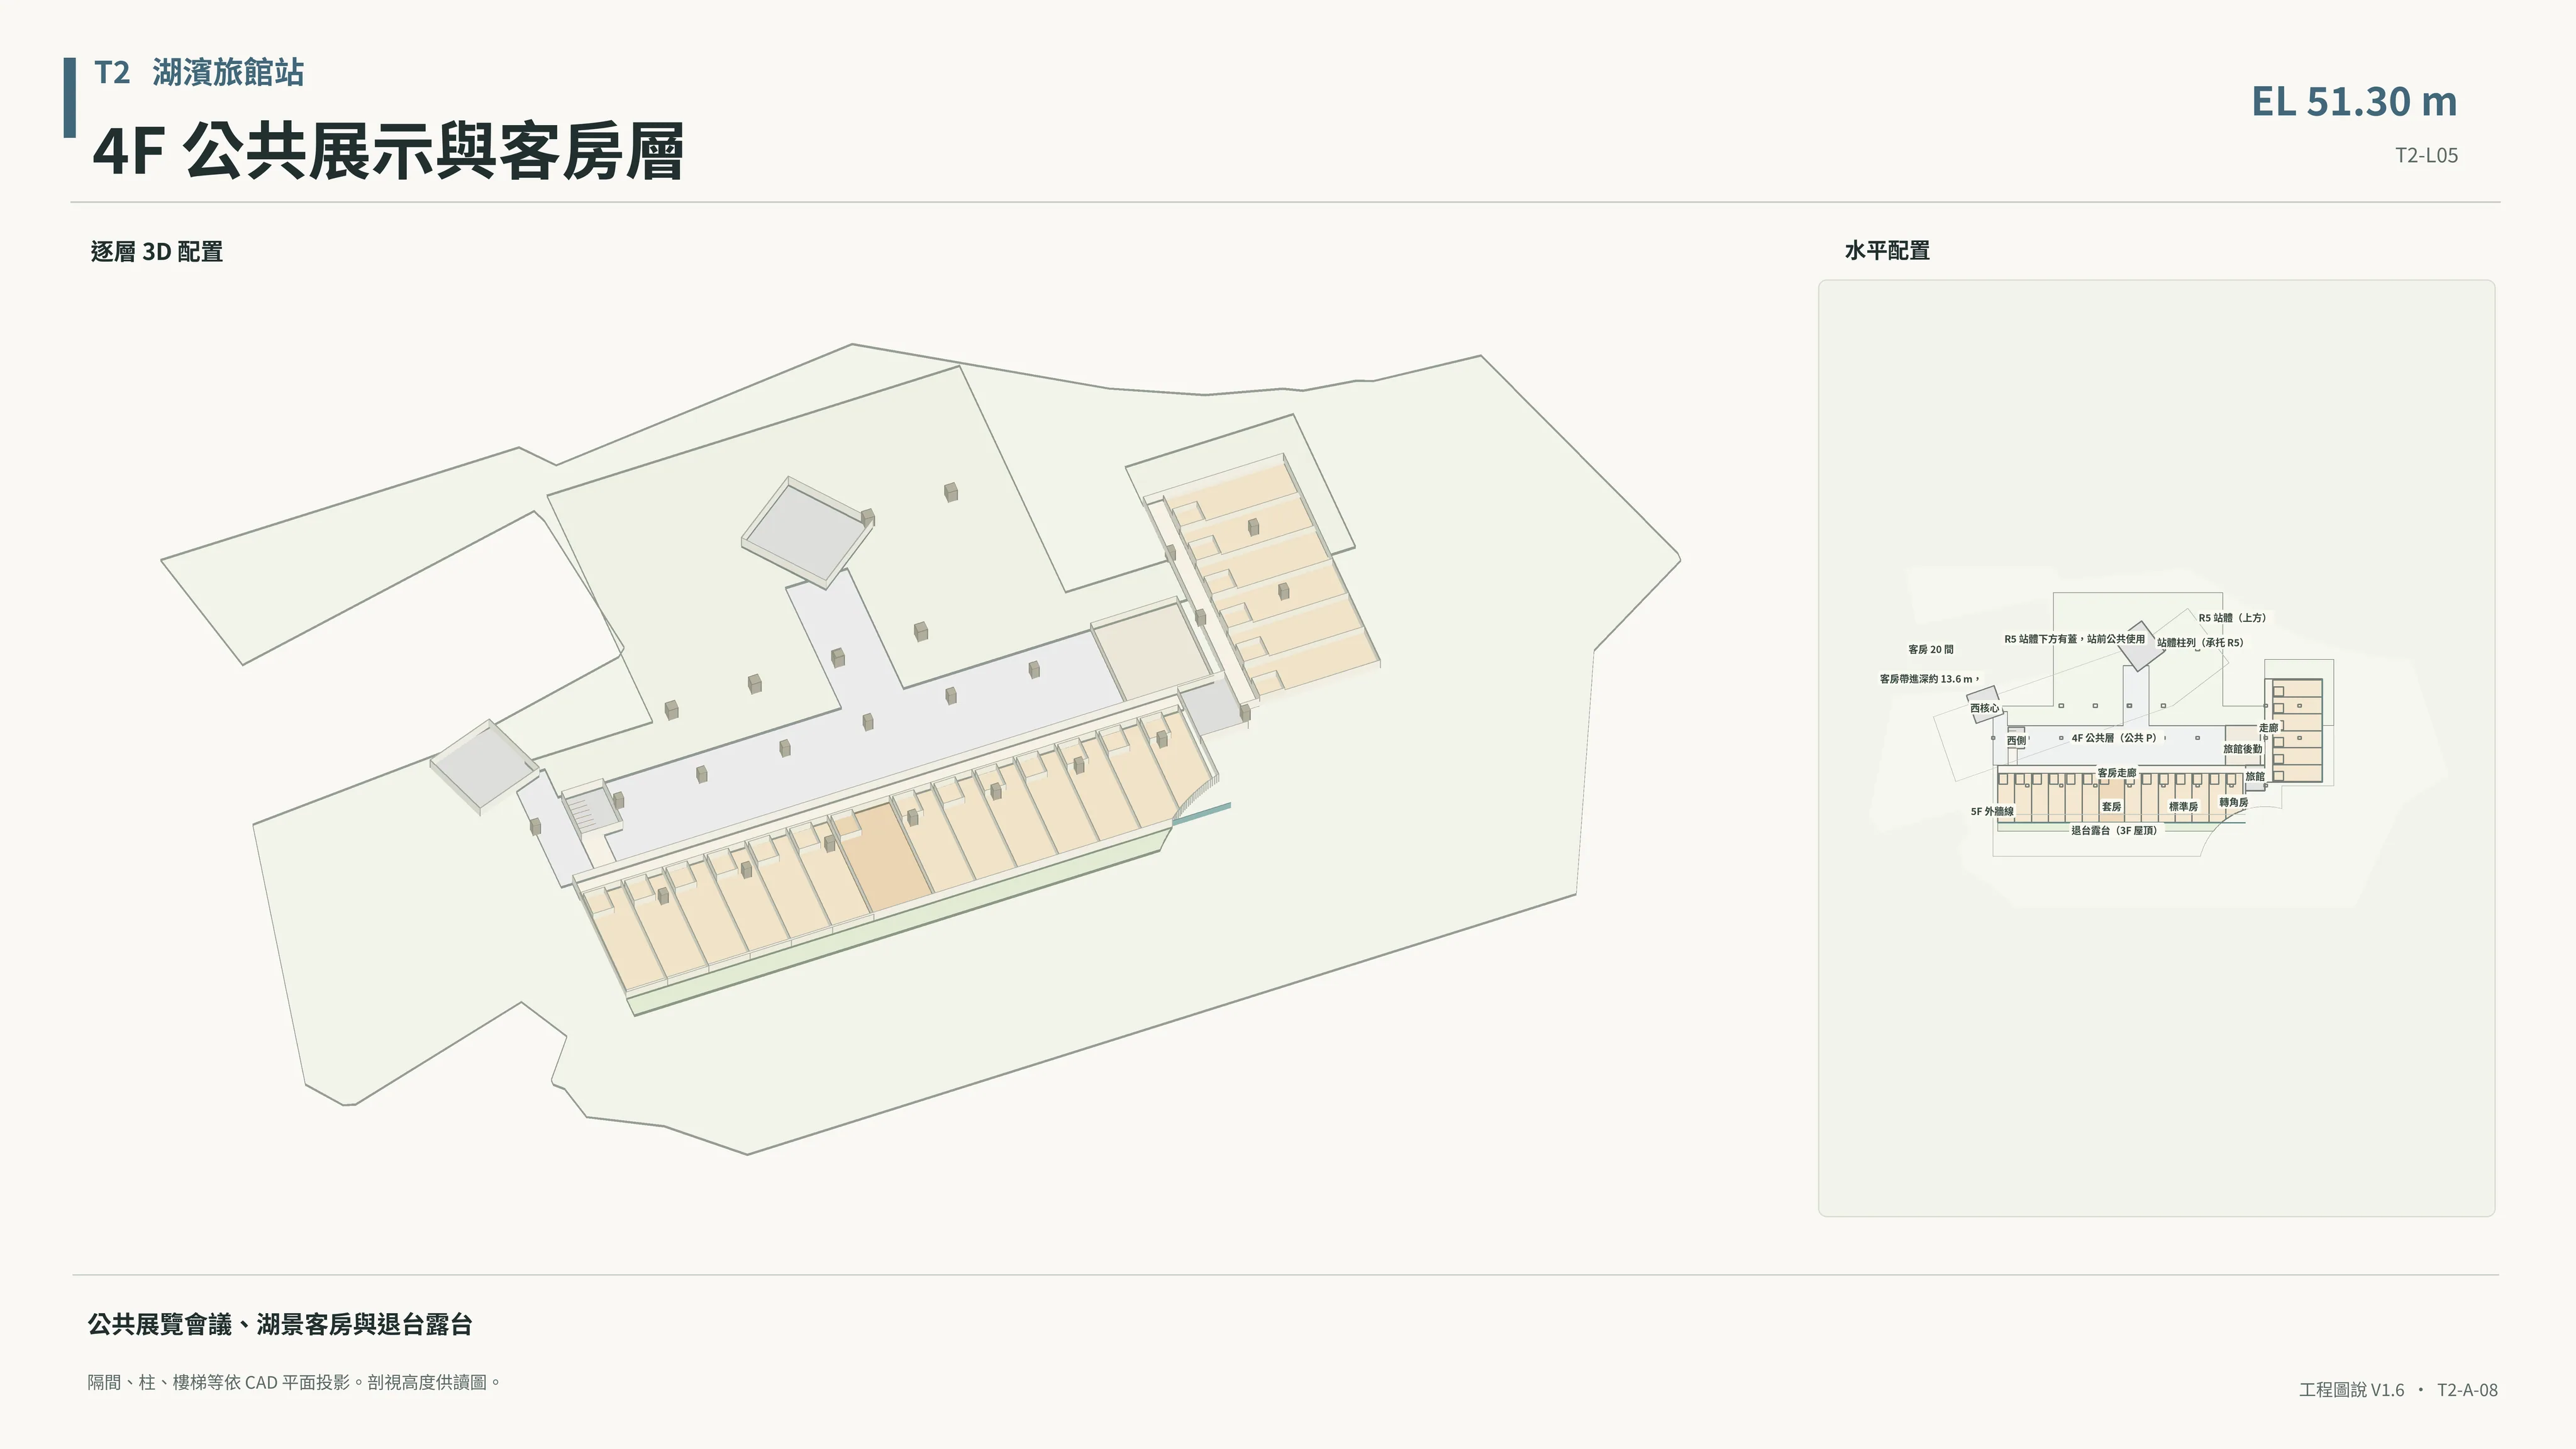 T2 湖濱旅館站
4F 公共展示與客房層
EL 51.30 m
T2-L05
逐層 3D 配置
水平配置
R5 站體（上方）
R5 站體下方有蓋，站前公共使用
站體柱列（承托 R5）
客房 20 間
客房帶進深約 13.6 m，
西核心
走廊
西側
4F 公共層（公共 P）
旅館後勤
客房走廊
旅館
5F 外牆線
套房
標準房
轉角房
退台露台（3F 屋頂）
公共展覽會議、湖景客房與退台露台
隔間、柱、樓梯等依 CAD 平面投影。剖視高度供讀圖。
工程圖說 V1.6 • T2-A-08